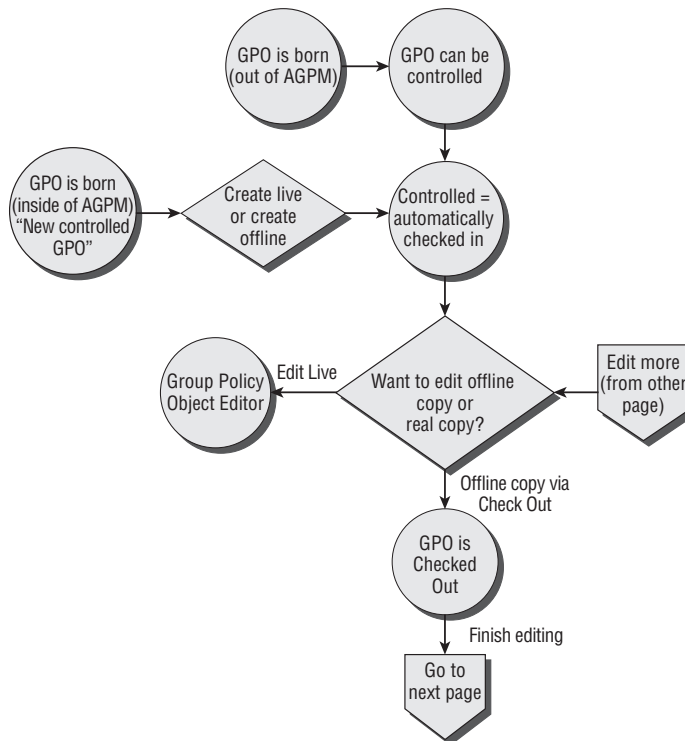 GPO is born
(out of AGPM)
GPO can be
controlled
GPO is born
(inside of AGPM)
“New controlled
GPO”
Create live
or create
offline
Controlled =
automatically
checked in
Group Policy
Object Editor
Edit Live
Want to edit offline
copy or
real copy?
Edit more
(from other
page)
Offline copy via
Check Out
GPO is
Checked
Out
Finish editing
Go to
next page